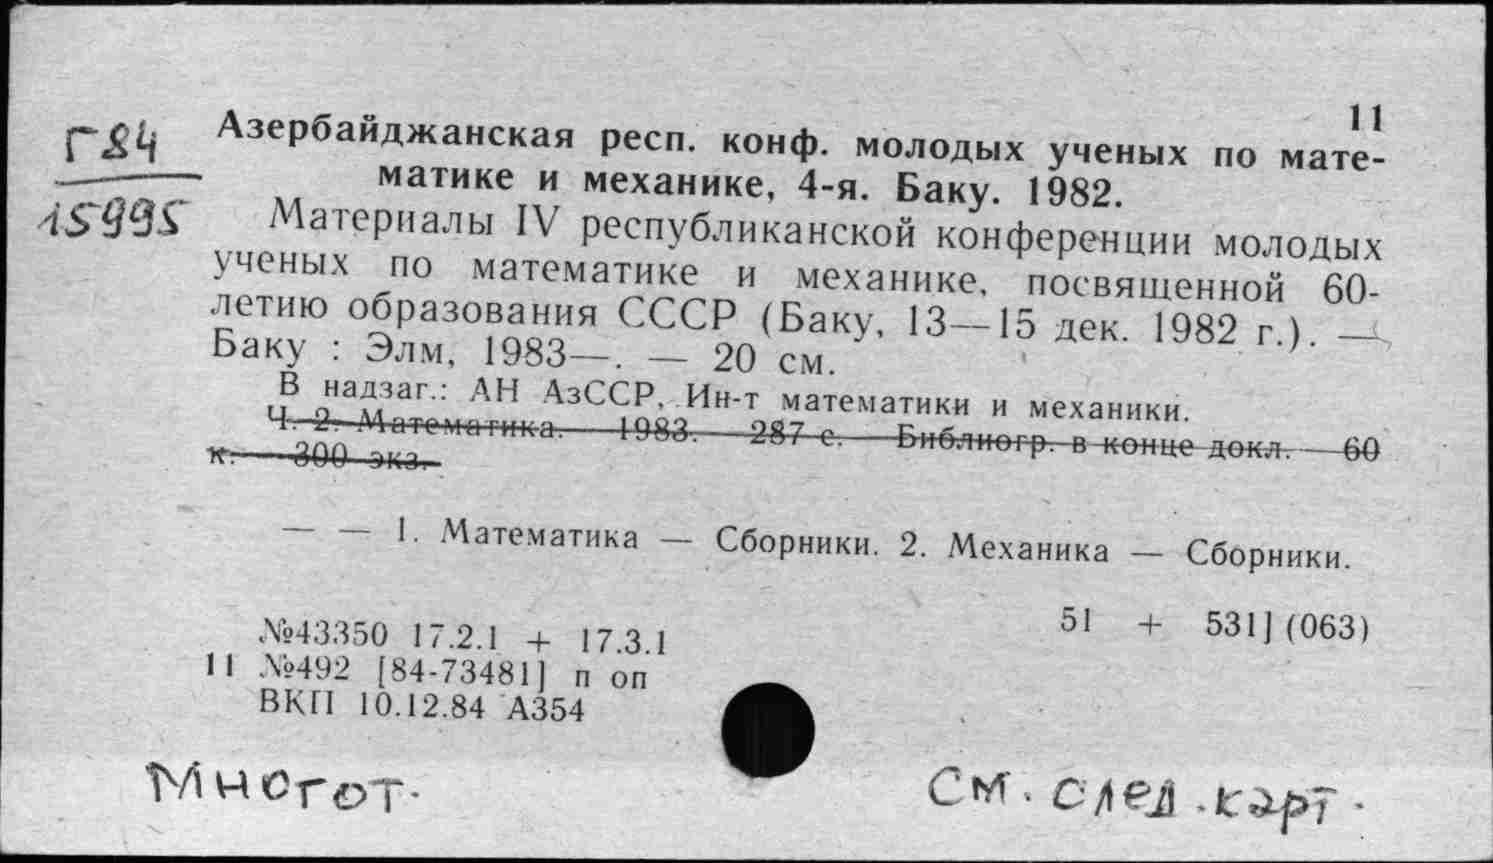 11
Г84
15995
Азербайджанская респ. конф. молодых ученых по мате-
матике и механике, 4-я. Баку. 1982.
Материалы IV республиканской конференции молодых
ученых по математике и механике, посвященной 60-
летию образования СССР (Баку, 13—15 дек. 1982 г.). —
Баку : Элм, 1983—. — 20 см.
В надзаг.: АН АзССР, Ин-т математики и механики.
Ч. 2. Математика. 1983. 287 с. Библиогр. в конце докл. 60
к. 300 экз.
— — 1. Математика — Сборники. 2. Механика — Сборники.
51 + 531] (063)
№43350 17.2.1 + 17.3.1
11 №492 [84-73481] п оп
ВКП 10.12.84 А354
Многот.
См. след. карт.